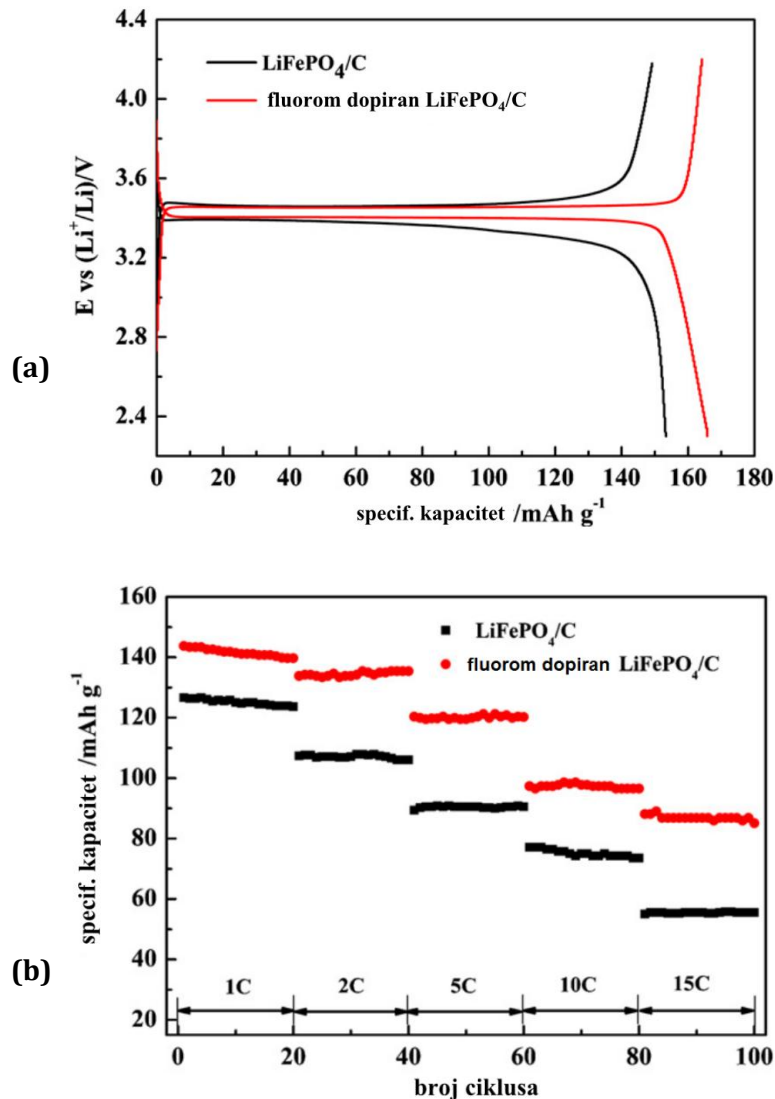 4.4
4.0
3.6
3.2
2.8
2.4
E vs (Li⁺/Li)/V
LiFePO₄/C
fluorom dopiran LiFePO₄/C
(a)
0 20 40 60 80 100 120 140 160 180
specif. kapacitet /mAh g⁻¹
160
140
120
100
80
60
40
20
specif. kapacitet /mAh g⁻¹
LiFePO₄/C
fluorom dopiran LiFePO₄/C
(b)
1C 2C 5C 10C 15C
0 20 40 60 80 100
broj ciklusa